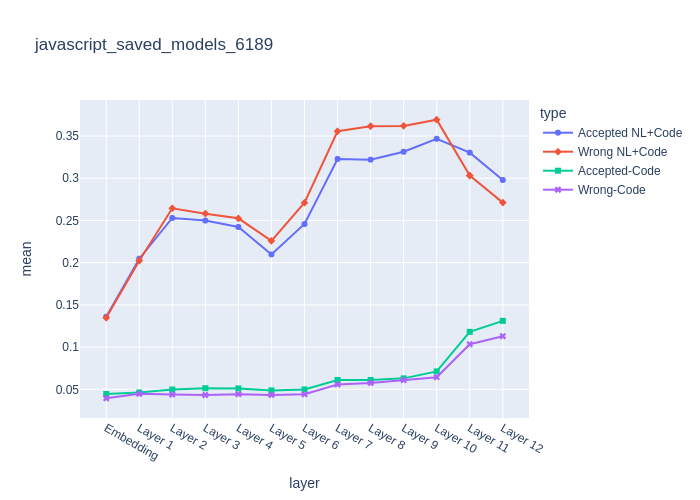 javascript_saved_models_6189
type
Accepted NL+Code
Wrong NL+Code
Accepted-Code
Wrong-Code
mean
0.35
0.3
0.25
0.2
0.15
0.1
0.05
Embedding
Layer 1
Layer 2
Layer 3
Layer 4
Layer 5
Layer 6
Layer 7
Layer 8
Layer 9
Layer 10
Layer 11
Layer 12
layer